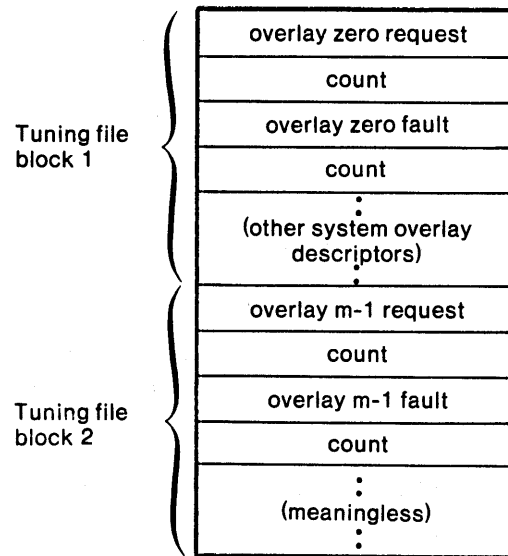 Tuning file
block 1
overlay zero request
count
overlay zero fault
count
(other system overlay
descriptors)
Tuning file
block 2
overlay m-1 request
count
overlay m-1 fault
count
(meaningless)